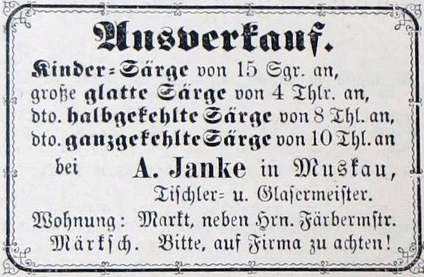 Ausverkauf.
Kinder-Särge von 15 Sgr. an,
große glatte Särge von 4 Thlr. an,
dto. halbgekehlte Särge von 8 Thl. an,
dto. ganzgekehlte Särge von 10 Thl. an
bei A. Janke in Muskau,
Tischler- u. Glasermeister.
Wohnung: Markt, neben Hrn. Färbermstr.
Märksch. Bitte, auf Firma zu achten!